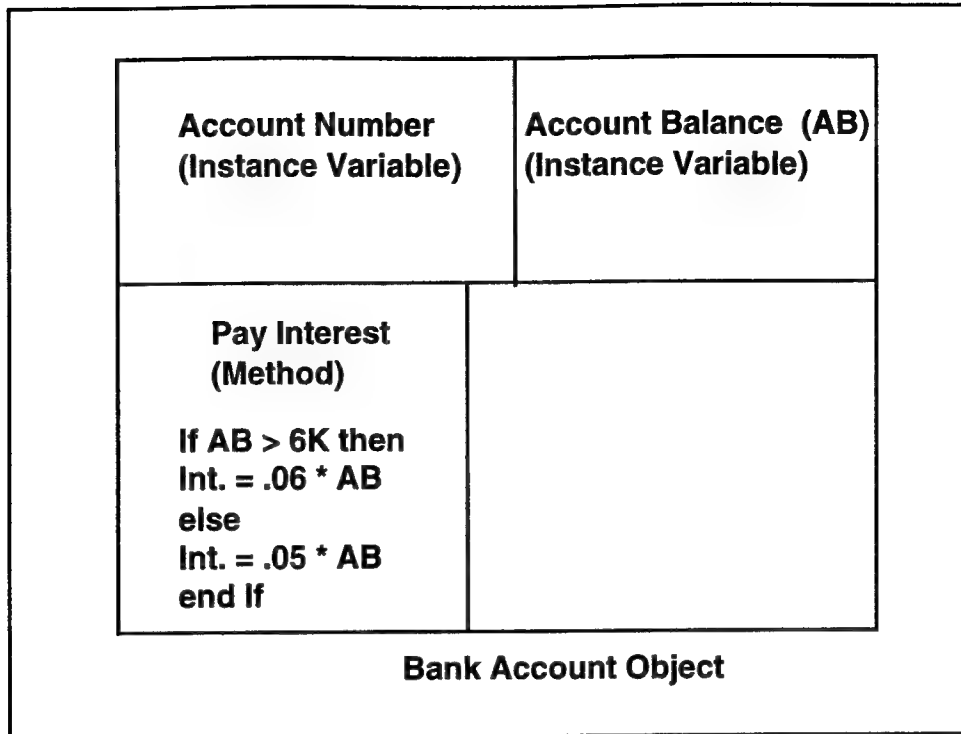 Account Number
(Instance Variable)
Account Balance (AB)
(Instance Variable)
Pay Interest
(Method)
If AB > 6K then
Int. = .06 * AB
else
Int. = .05 * AB
end If
Bank Account Object